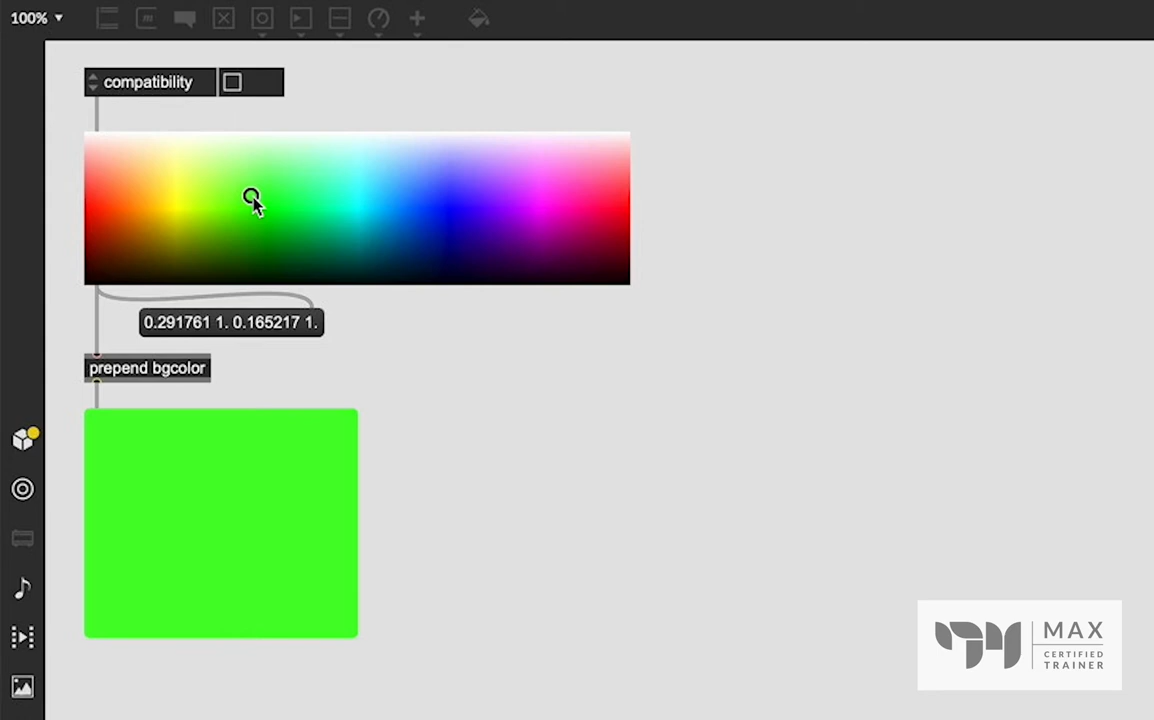 100%
compatibility
0.291761 1. 0.165217 1.
prepend bgcolor
MAX
CERTIFIED
TRAINER